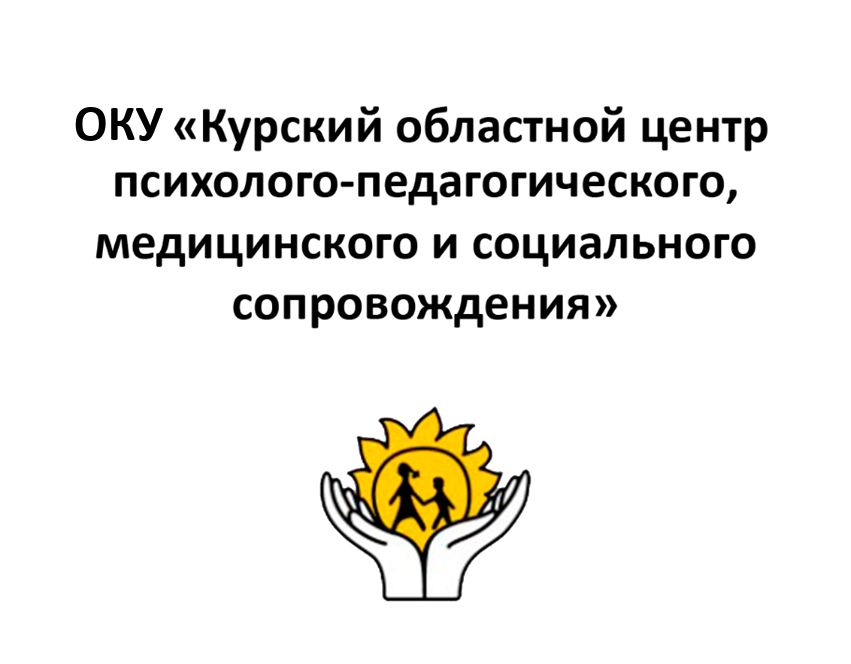 ОКУ «Курский областной центр
психолого-педагогического,
медицинского и социального
сопровождения»